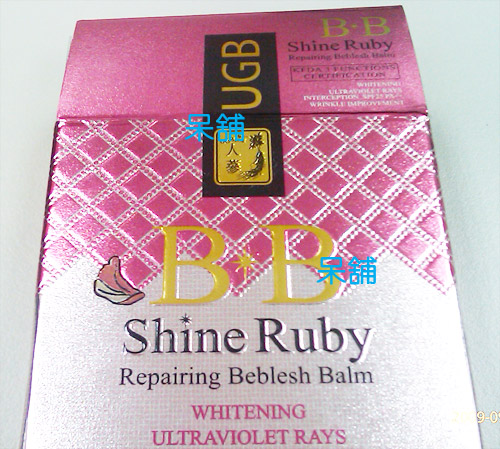 B·B
Shine Ruby
Repairing Beblesh Balm
KFDA 3 FUNCTIONS
CERTIFICATION
WHITENING
ULTRAVIOLET RAYS
INTERCEPTION SPF25 PA++
WRINKLE IMPROVEMENT
UGB
呆舖
人
B·B
呆舖
Shine Ruby
Repairing Beblesh Balm
WHITENING
ULTRAVIOLET RAYS